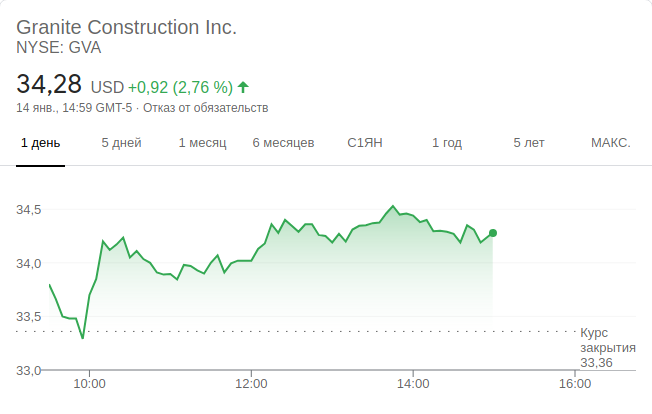 Granite Construction Inc.
NYSE: GVA
34,28 USD +0,92 (2,76 %)
14 янв., 14:59 GMT-5 · Отказ от обязательств
1 день 5 дней 1 месяц 6 месяцев С1ЯН 1 год 5 лет МАКС.
34,5
34,0
33,5
Курс
закрытия
33,36
33,0
10:00 12:00 14:00 16:00